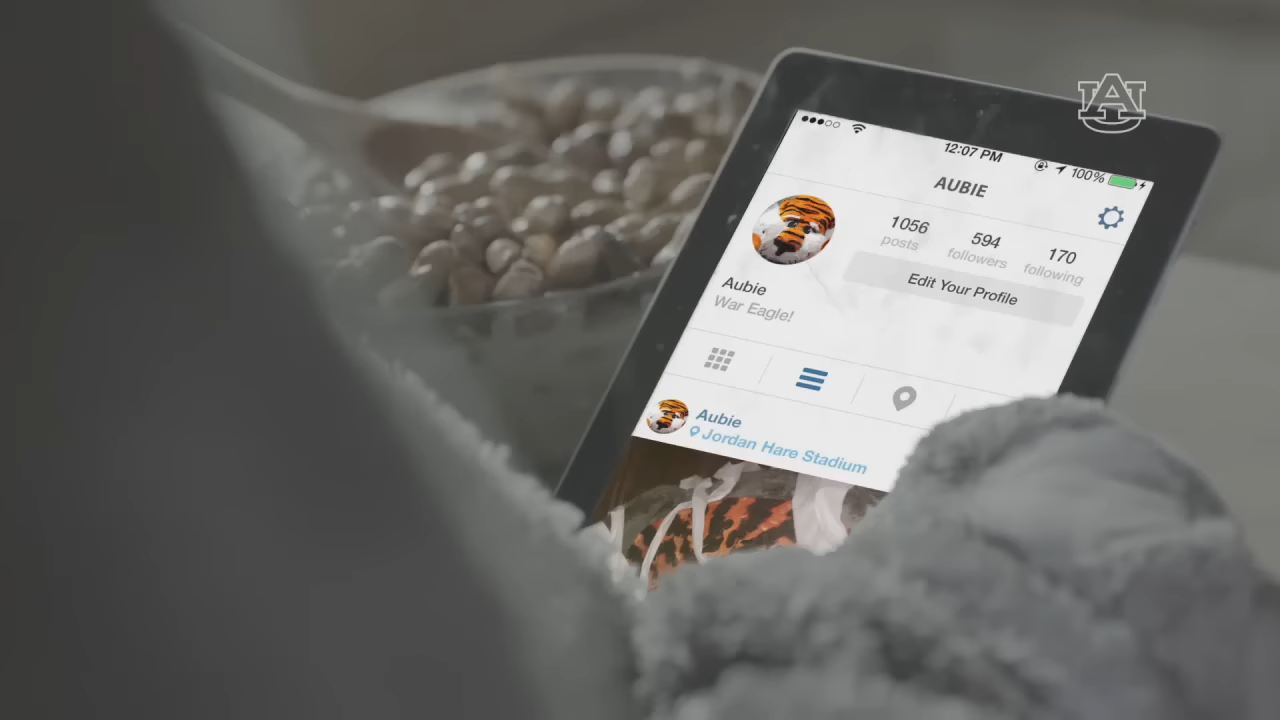 12:07 PM
100%
AUBIE
1056
posts
594
followers
170
following
Edit Your Profile
Aubie
War Eagle!
Aubie
Jordan Hare Stadium
AU